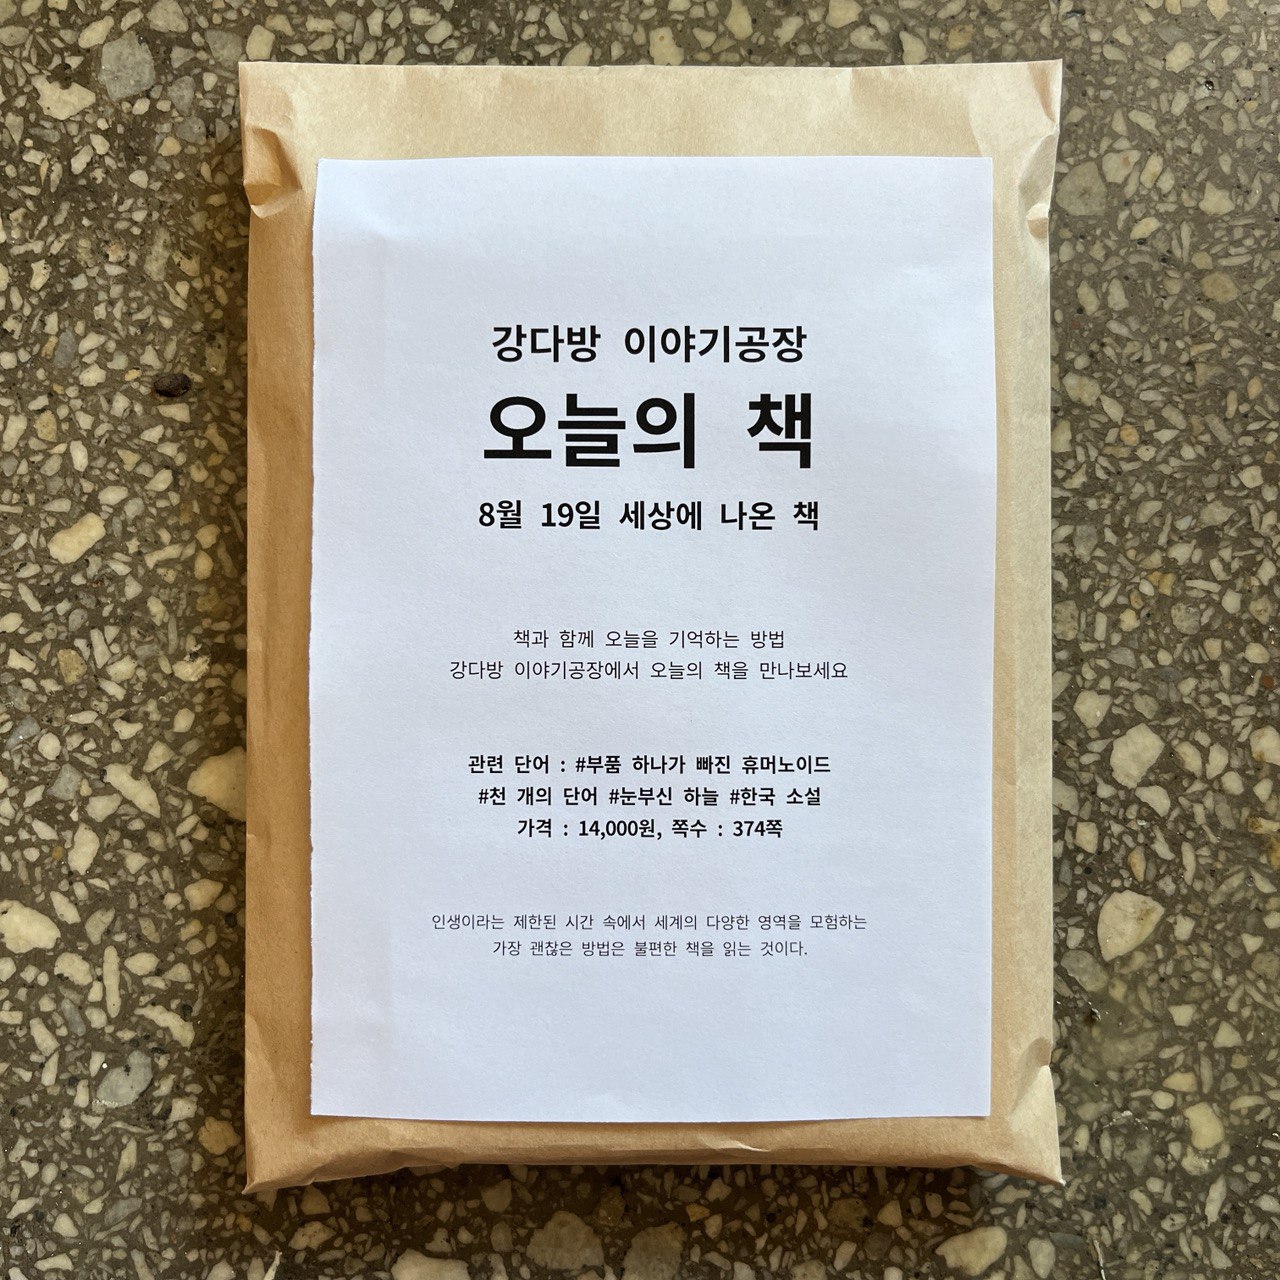 강다방 이야기공장
오늘의 책
8월 19일 세상에 나온 책
책과 함께 오늘을 기억하는 방법
강다방 이야기공장에서 오늘의 책을 만나보세요
관련 단어 : #부품 하나가 빠진 휴머노이드
#천 개의 단어 #눈부신 하늘 #한국 소설
가격 : 14,000원, 쪽수 : 374쪽
인생이라는 제한된 시간 속에서 세계의 다양한 영역을 모험하는
가장 괜찮은 방법은 불편한 책을 읽는 것이다.